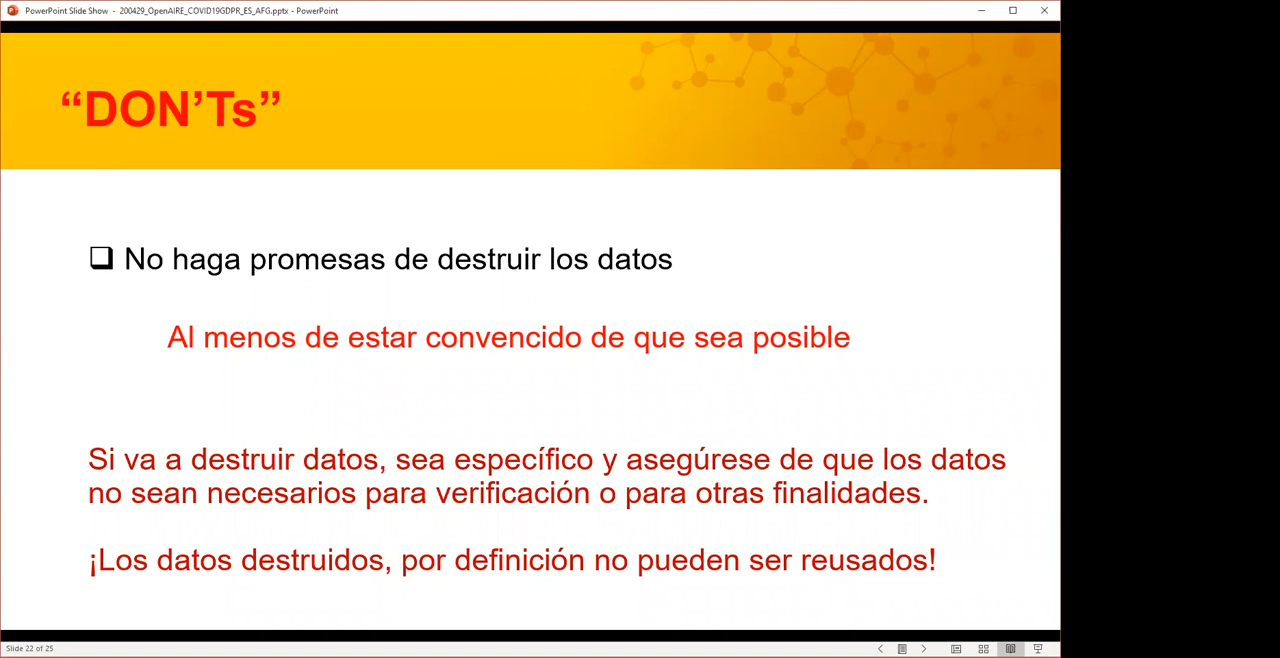 PowerPoint Slide Show - 200429_OpenAIRE_COVID19GDPR_ES_AFG.pptx - PowerPoint
“DON’Ts”
No haga promesas de destruir los datos
Al menos de estar convencido de que sea posible
Si va a destruir datos, sea específico y asegúrese de que los datos
no sean necesarios para verificación o para otras finalidades.
¡Los datos destruidos, por definición no pueden ser reusados!
Slide 22 of 25